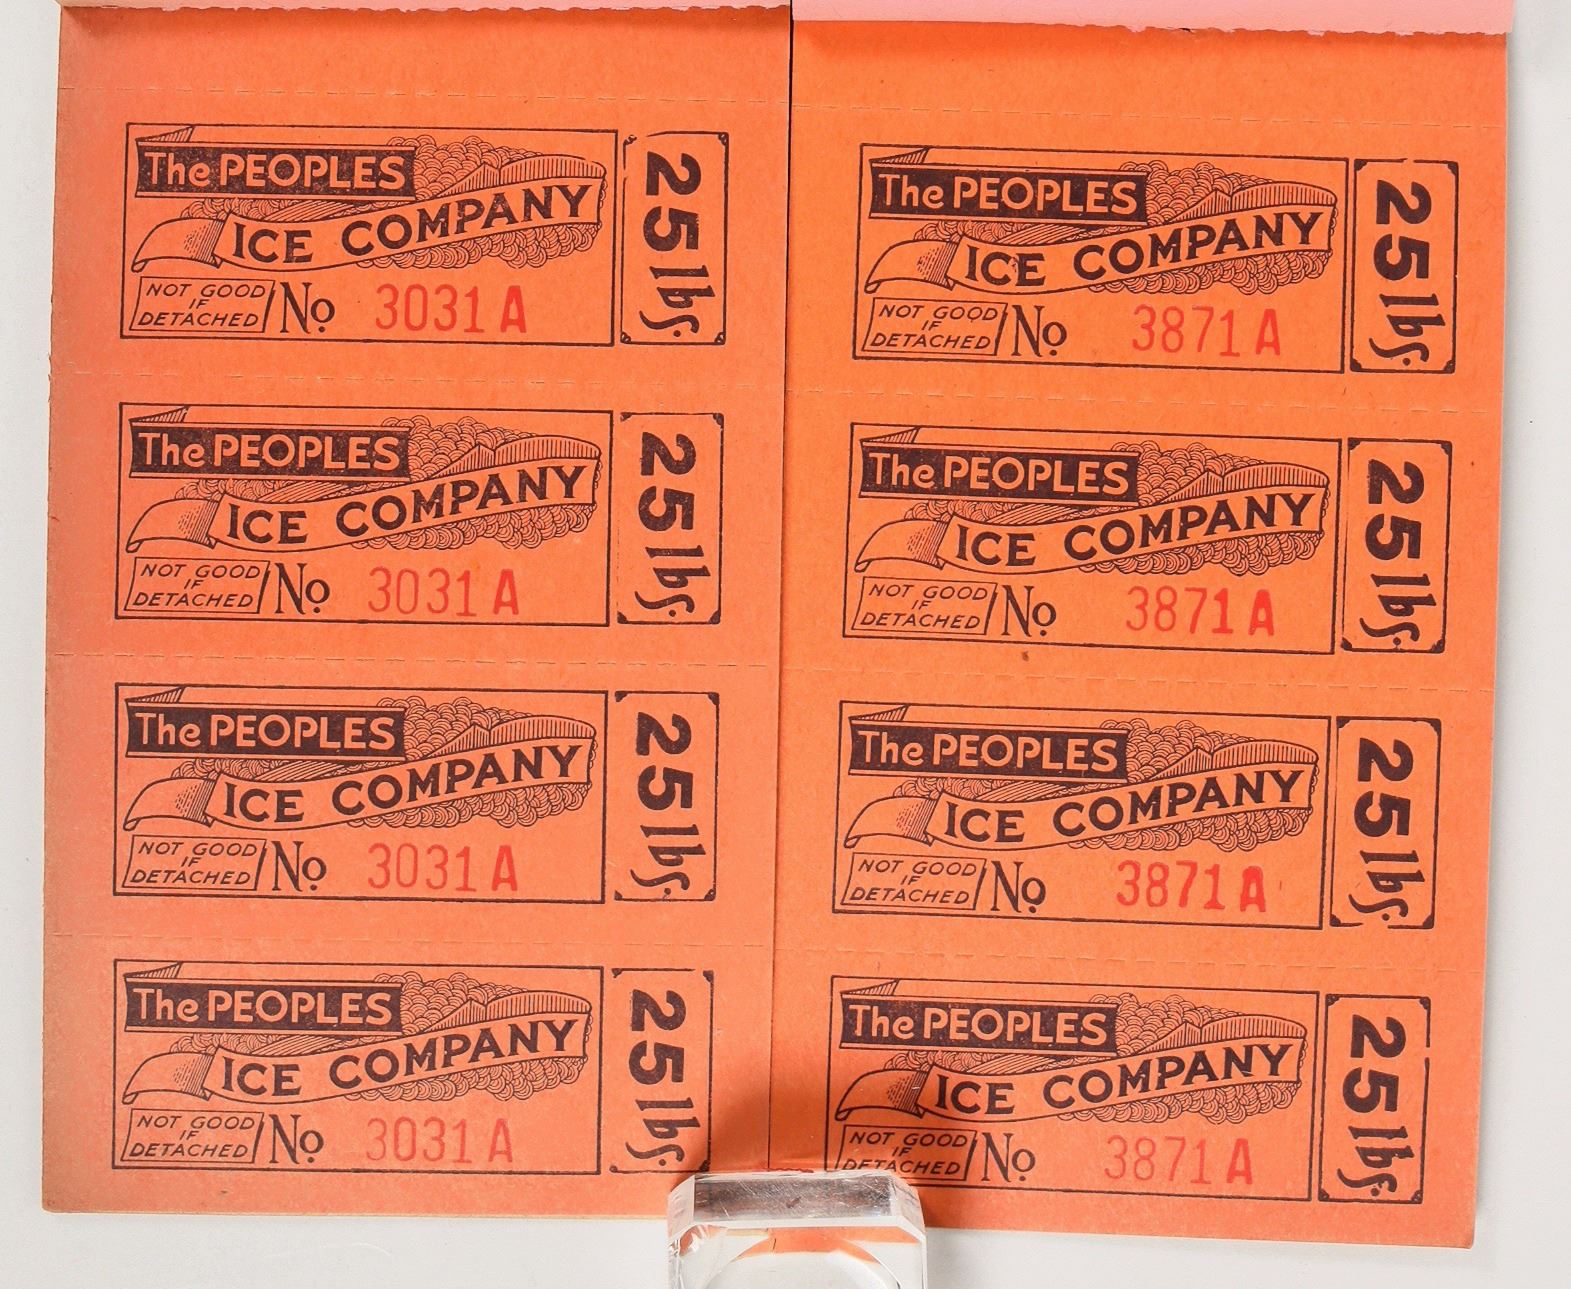 The PEOPLES
ICE COMPANY
NOT GOOD
IF
DETACHED
No 3031 A
25 lbs.
The PEOPLES
ICE COMPANY
NOT GOOD
IF
DETACHED
No 3031 A
25 lbs.
The PEOPLES
ICE COMPANY
NOT GOOD
IF
DETACHED
No 3031 A
25 lbs.
The PEOPLES
ICE COMPANY
NOT GOOD
IF
DETACHED
No 3031 A
25 lbs.
The PEOPLES
ICE COMPANY
NOT GOOD
IF
DETACHED
No 3871 A
25 lbs.
The PEOPLES
ICE COMPANY
NOT GOOD
IF
DETACHED
No 3871 A
25 lbs.
The PEOPLES
ICE COMPANY
NOT GOOD
IF
DETACHED
No 3871 A
25 lbs.
The PEOPLES
ICE COMPANY
NOT GOOD
IF
DETACHED
No 3871 A
25 lbs.